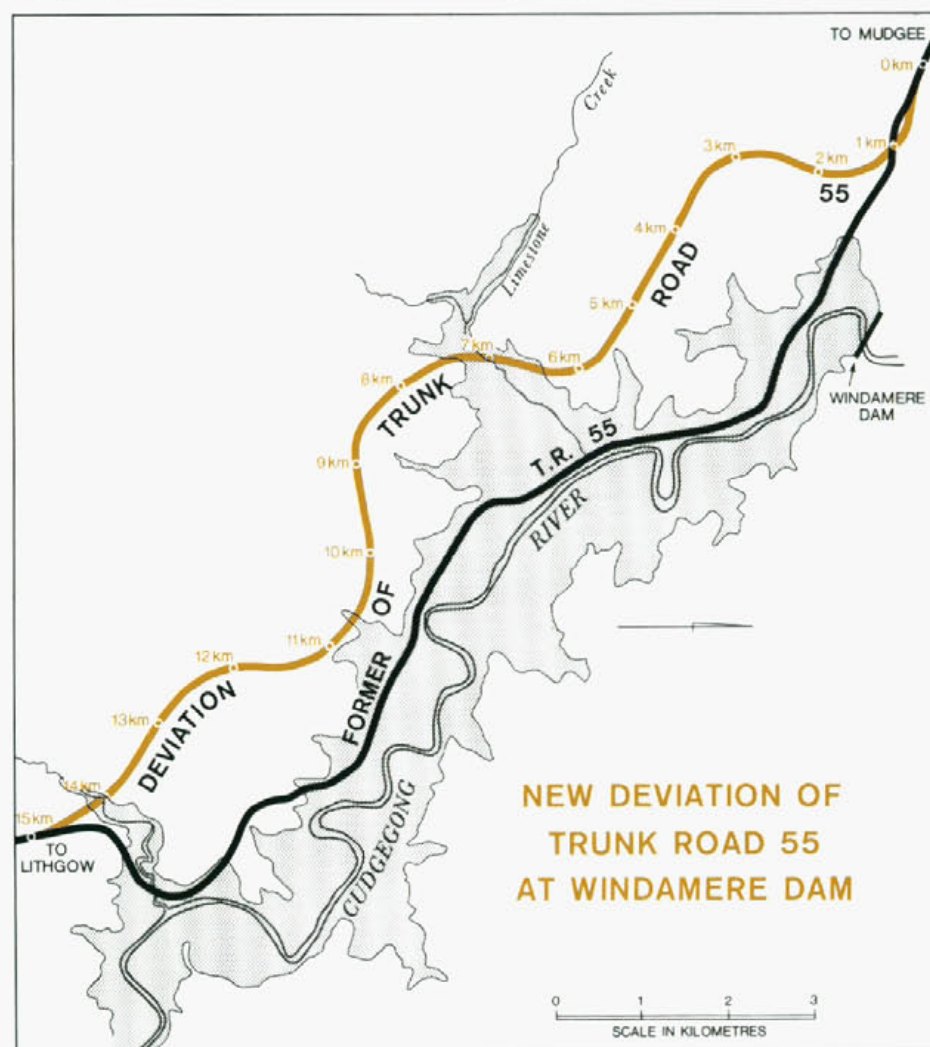 TO MUDGEE
0km
Creek
1km
3km
2km
55
Limestone
4km
ROAD
5km
7km
6km
8km
TRUNK
WINDAMERE
DAM
T.R. 55
9km
RIVER
10km
OF
11km
12km
FORMER
DEVIATION
13km
14km
15km
TO
LITHGOW
CUDGEGONG
NEW DEVIATION OF
TRUNK ROAD 55
AT WINDAMERE DAM
0 1 2 3
SCALE IN KILOMETRES